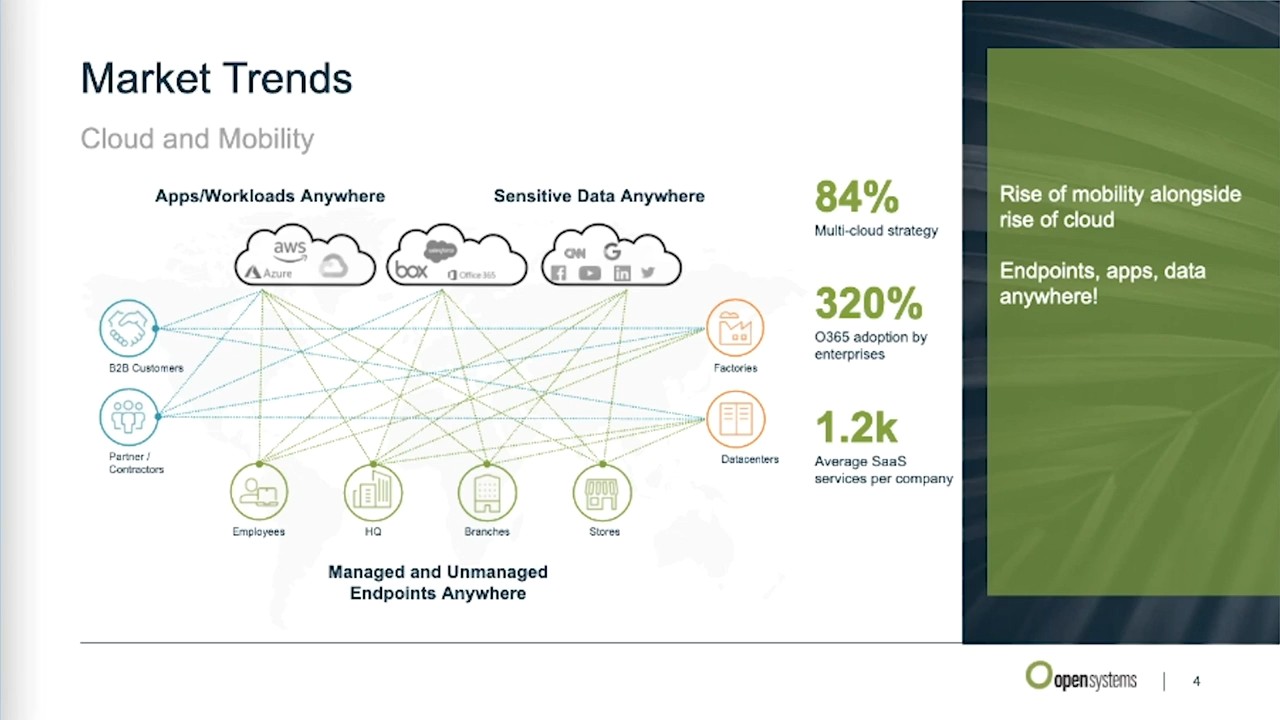 Market Trends
Cloud and Mobility
Apps/Workloads Anywhere
Sensitive Data Anywhere
aws
Azure
salesforce
box
Office 365
CNN
G
84%
Multi-cloud strategy
320%
O365 adoption by
enterprises
1.2k
Average SaaS
services per company
B2B Customers
Partner /
Contractors
Factories
Datacenters
Employees
HQ
Branches
Stores
Managed and Unmanaged
Endpoints Anywhere
Rise of mobility alongside
rise of cloud
Endpoints, apps, data
anywhere!
open systems
4